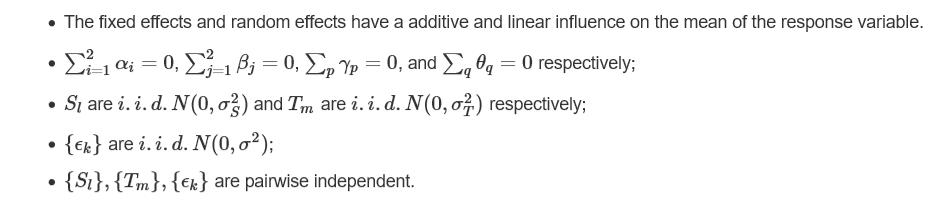 • The fixed effects and random effects have a additive and linear influence on the mean of the response variable.
• $\sum_{i=1}^{2} \alpha_i = 0$, $\sum_{j=1}^{2} \beta_j = 0$, $\sum_p \gamma_p = 0$, and $\sum_q \theta_q = 0$ respectively;
• $S_l$ are $i.i.d. N(0, \sigma_S^2)$ and $T_m$ are $i.i.d. N(0, \sigma_T^2)$ respectively;
• $\{\epsilon_k\}$ are $i.i.d. N(0, \sigma^2)$;
• $\{S_l\}, \{T_m\}, \{\epsilon_k\}$ are pairwise independent.